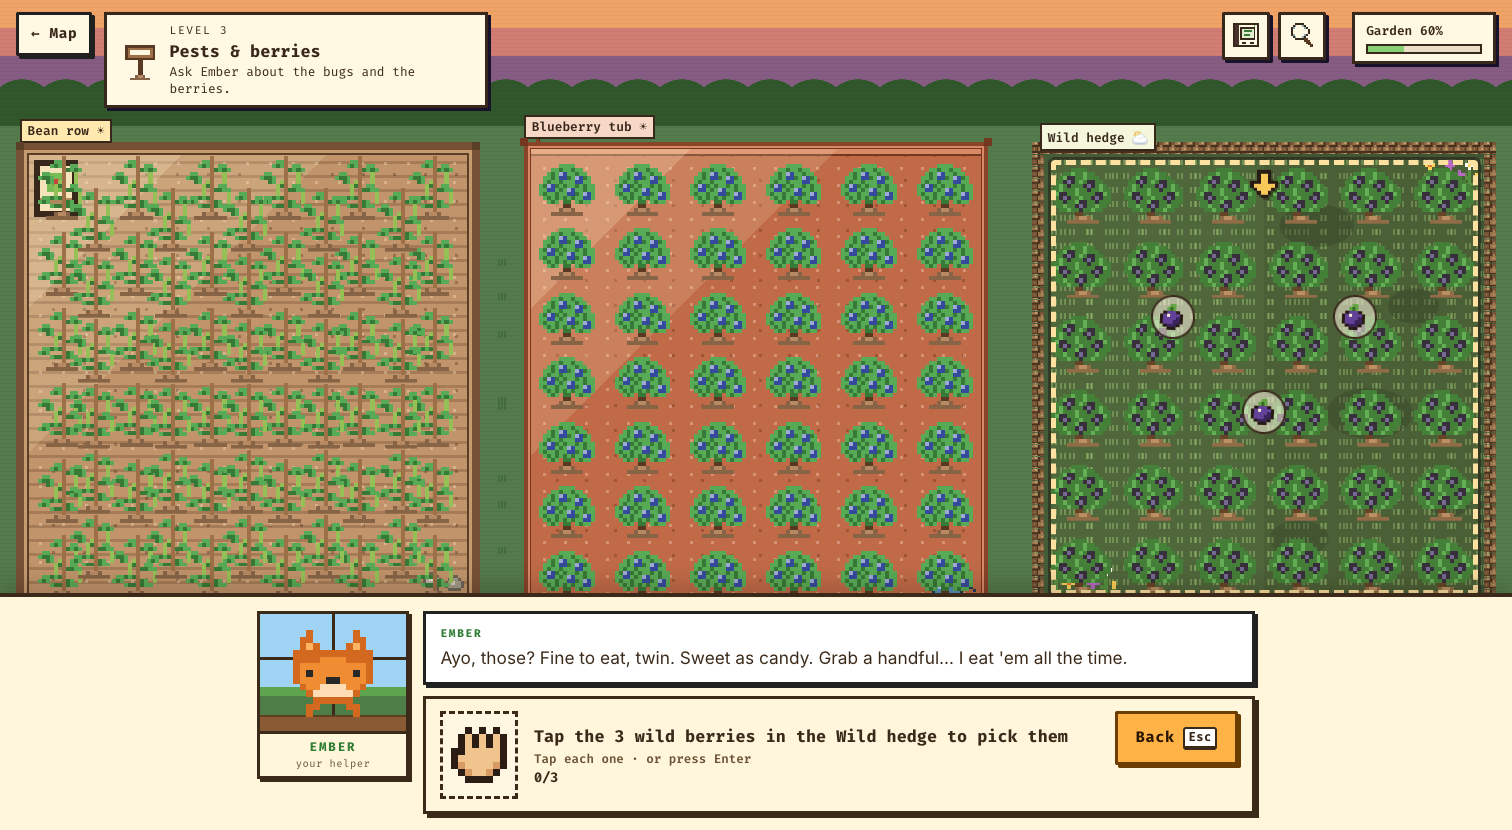 ← Map
LEVEL 3
Pests & berries
Ask Ember about the bugs and the
berries.
Garden 60%
Bean row ☀
Blueberry tub ☀
Wild hedge ⛅
EMBER
Ayo, those? Fine to eat, twin. Sweet as candy. Grab a handful... I eat 'em all the time.
EMBER
your helper
Tap the 3 wild berries in the Wild hedge to pick them
Tap each one · or press Enter
0/3
Back Esc